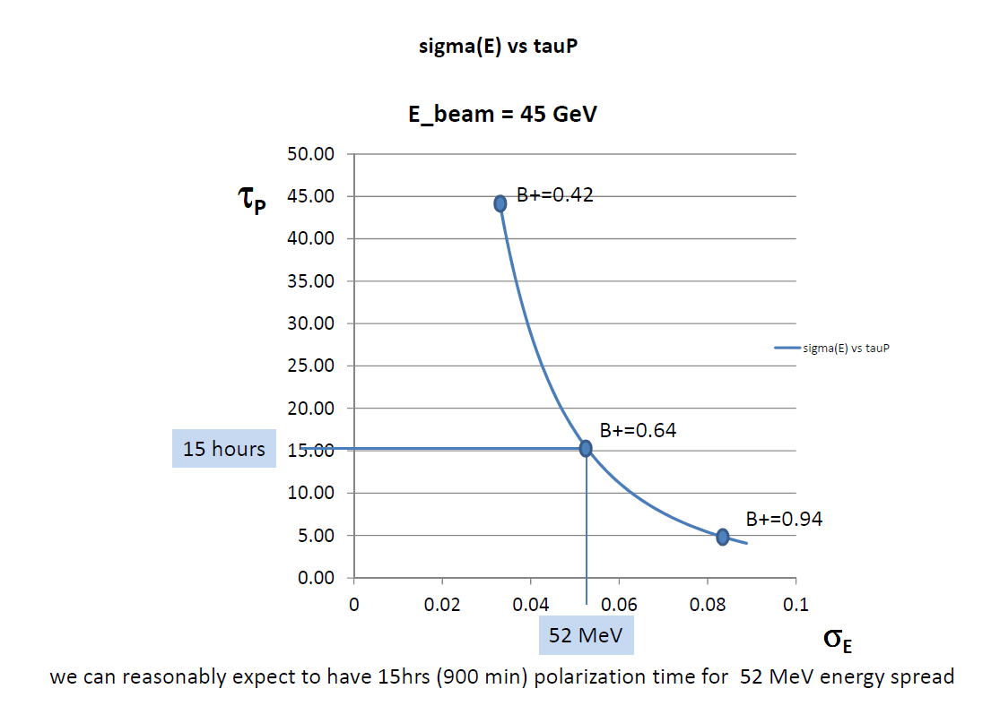 sigma(E) vs tauP
E_beam = 45 GeV
50.00
τP
45.00
B+=0.42
40.00
35.00
30.00
25.00
sigma(E) vs tauP
20.00
B+=0.64
15 hours
15.00
10.00
B+=0.94
5.00
0.00
0 0.02 0.04 0.06 0.08 0.1
52 MeV
σE
we can reasonably expect to have 15hrs (900 min) polarization time for 52 MeV energy spread